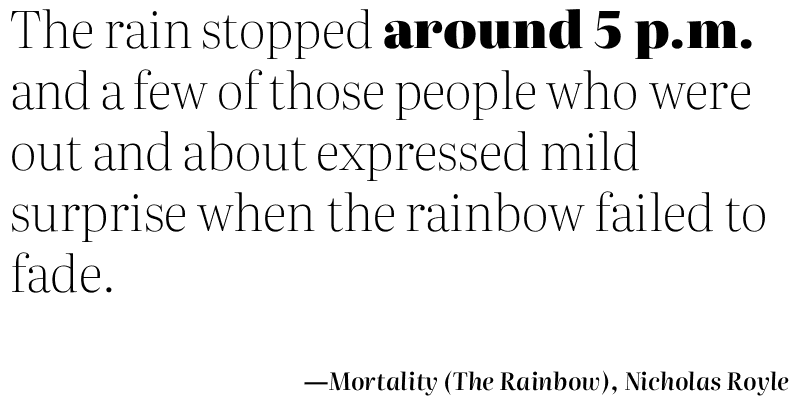 The rain stopped around 5 p.m.
and a few of those people who were
out and about expressed mild
surprise when the rainbow failed to
fade.
—Mortality (The Rainbow), Nicholas Royle